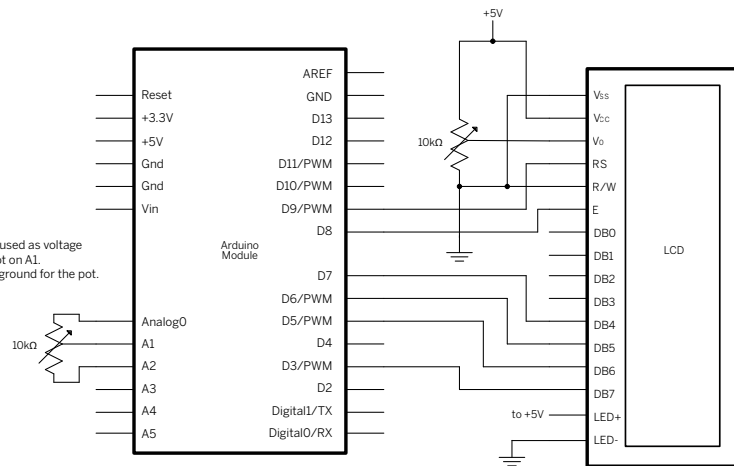 +5V
AREF
GND
D13
D12
D11/PWM
D10/PWM
D9/PWM
D8
D7
D6/PWM
D5/PWM
D4
D3/PWM
D2
Digital1/TX
Digital0/RX
Reset
+3.3V
+5V
Gnd
Gnd
Vin
Analog0
A1
A2
A3
A4
A5
Arduino
Module
used as voltage
on A1.
ground for the pot.
10kΩ
10kΩ
Vss
Vcc
V0
RS
R/W
E
DB0
DB1
DB2
DB3
DB4
DB5
DB6
DB7
LED+
LED-
to +5V
LCD